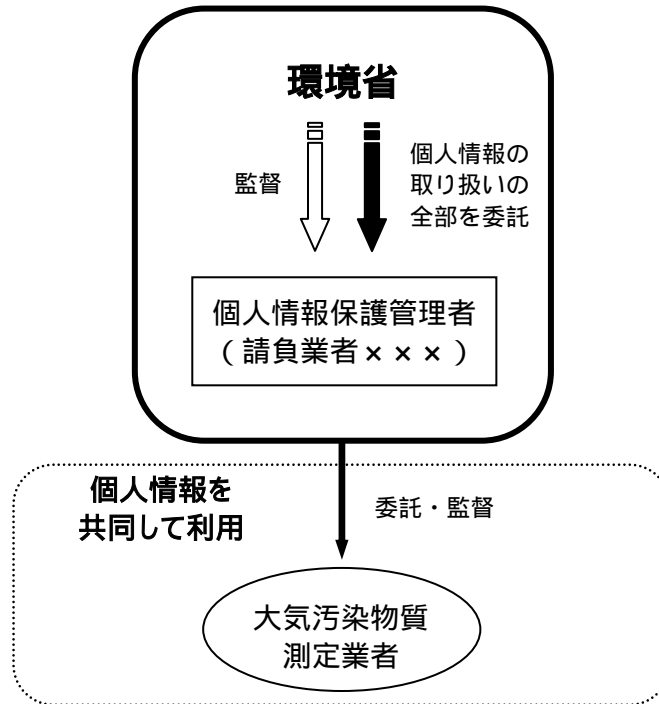 環境省
監督
個人情報の
取り扱いの
全部を委託
個人情報保護管理者
（請負業者×××）
個人情報を
共同して利用
委託・監督
大気汚染物質
測定業者